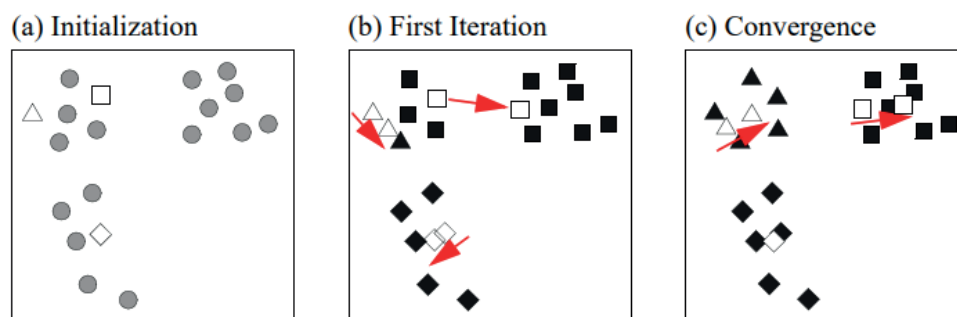 (a) Initialization
(b) First Iteration
(c) Convergence